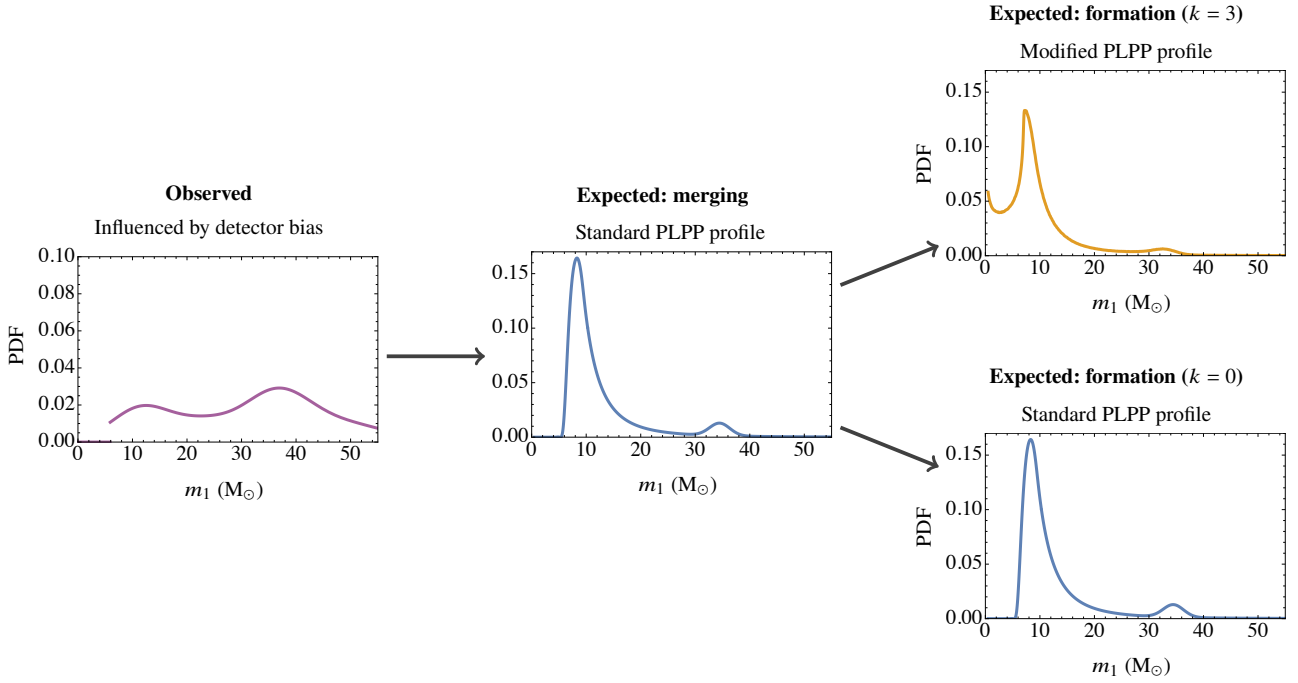 Observed
Influenced by detector bias
0.10
0.08
0.06
0.04
0.02
0.00
PDF
0 10 20 30 40 50
m₁ (M☉)
Expected: merging
Standard PLPP profile
0.15
0.10
0.05
0.00
PDF
0 10 20 30 40 50
m₁ (M☉)
Expected: formation (k = 3)
Modified PLPP profile
0.15
0.10
0.05
0.00
PDF
0 10 20 30 40 50
m₁ (M☉)
Expected: formation (k = 0)
Standard PLPP profile
0.15
0.10
0.05
0.00
PDF
0 10 20 30 40 50
m₁ (M☉)